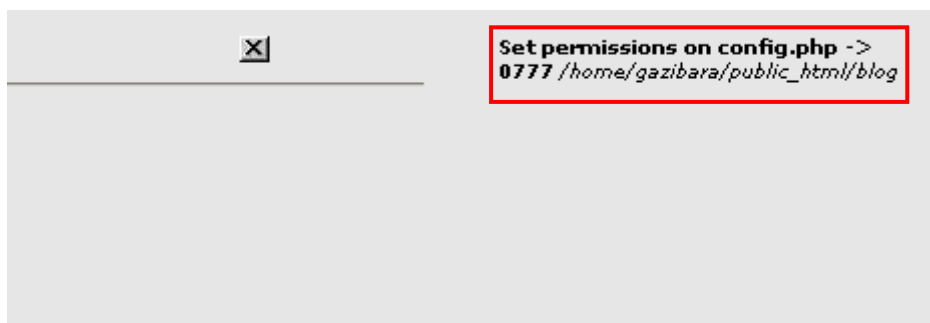 Set permissions on config.php ->
0777 /home/gazibara/public_html/blog